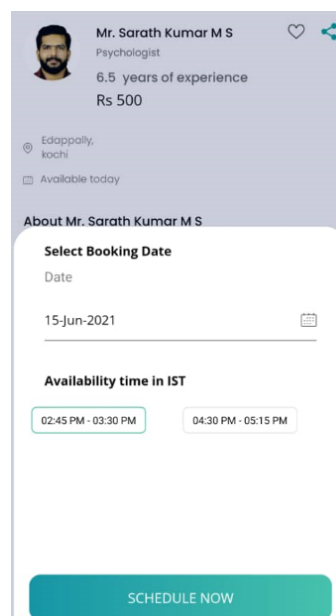 Mr. Sarath Kumar M S
Psychologist
6.5 years of experience
Rs 500
Edappally,
kochi
Available today
About Mr. Sarath Kumar M S
Select Booking Date
Date
15-Jun-2021
Availability time in IST
02:45 PM - 03:30 PM 04:30 PM - 05:15 PM
SCHEDULE NOW